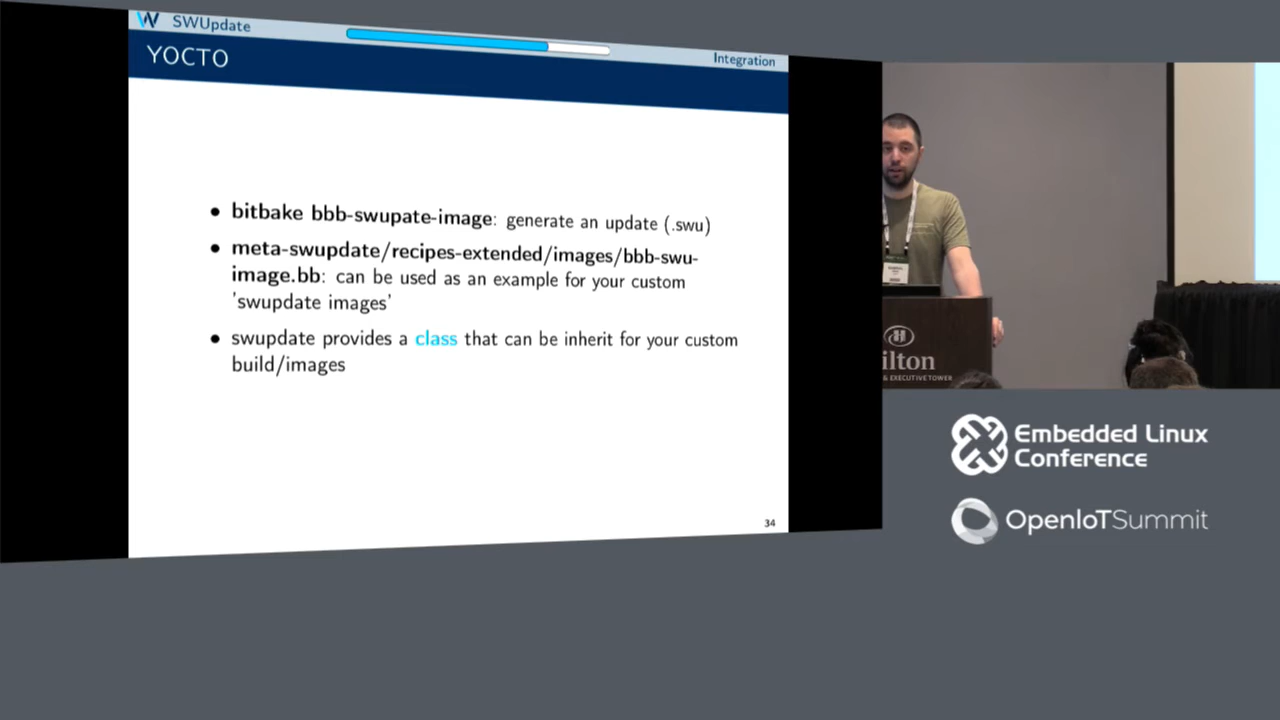 SWUpdate
Integration
YOCTO
• bitbake bbb-swupate-image: generate an update (.swu)
• meta-swupdate/recipes-extended/images/bbb-swu-
image.bb: can be used as an example for your custom
'swupdate images'
• swupdate provides a class that can be inherit for your custom
build/images
34
H
ilton
& EXECUTIVE TOWER
Embedded Linux
Conference
OpenIoTSummit